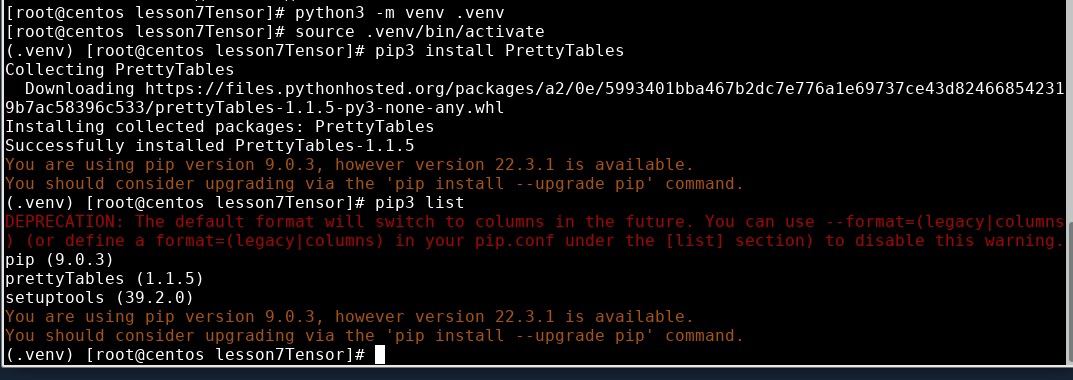 [root@centos lesson7Tensor]# python3 -m venv .venv
[root@centos lesson7Tensor]# source .venv/bin/activate
(.venv) [root@centos lesson7Tensor]# pip3 install PrettyTables
Collecting PrettyTables
  Downloading https://files.pythonhosted.org/packages/a2/0e/5993401bba467b2dc7e776a1e69737ce43d82466854231
9b7ac58396c533/prettyTables-1.1.5-py3-none-any.whl
Installing collected packages: PrettyTables
Successfully installed PrettyTables-1.1.5
You are using pip version 9.0.3, however version 22.3.1 is available.
You should consider upgrading via the 'pip install --upgrade pip' command.
(.venv) [root@centos lesson7Tensor]# pip3 list
DEPRECATION: The default format will switch to columns in the future. You can use --format=(legacy|columns
) (or define a format=(legacy|columns) in your pip.conf under the [list] section) to disable this warning.
pip (9.0.3)
prettyTables (1.1.5)
setuptools (39.2.0)
You are using pip version 9.0.3, however version 22.3.1 is available.
You should consider upgrading via the 'pip install --upgrade pip' command.
(.venv) [root@centos lesson7Tensor]#